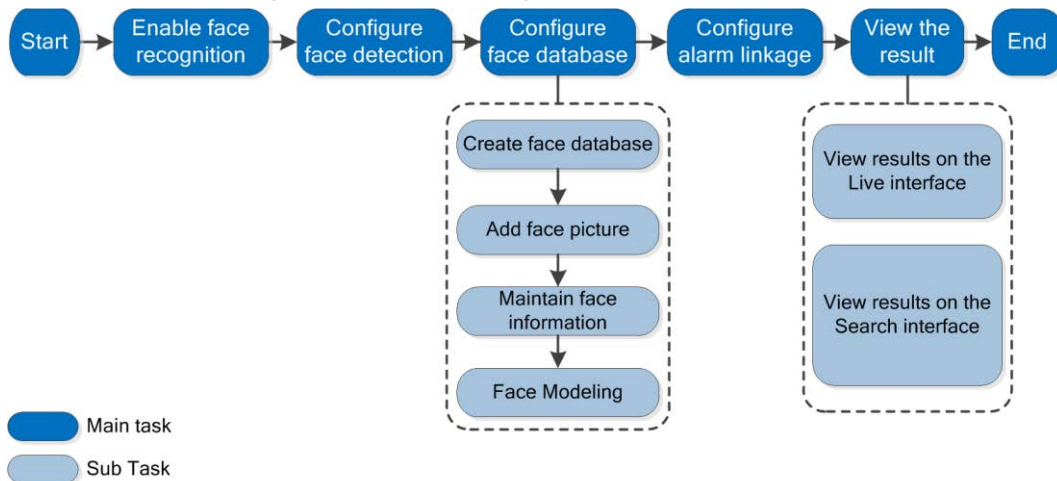 Start
Enable face
recognition
Configure
face detection
Configure
face database
Configure
alarm linkage
View the
result
End
Create face database
Add face picture
Maintain face
information
Face Modeling
View results on the
Live interface
View results on the
Search interface
Main task
Sub Task